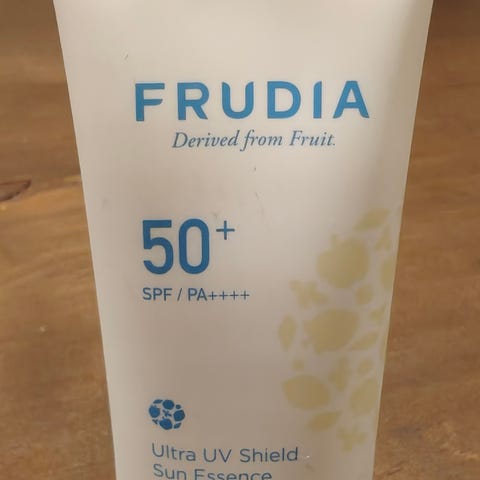 FRUDIA
Derived from Fruit.
50+
SPF / PA++++
Ultra UV Shield
Sun Essence